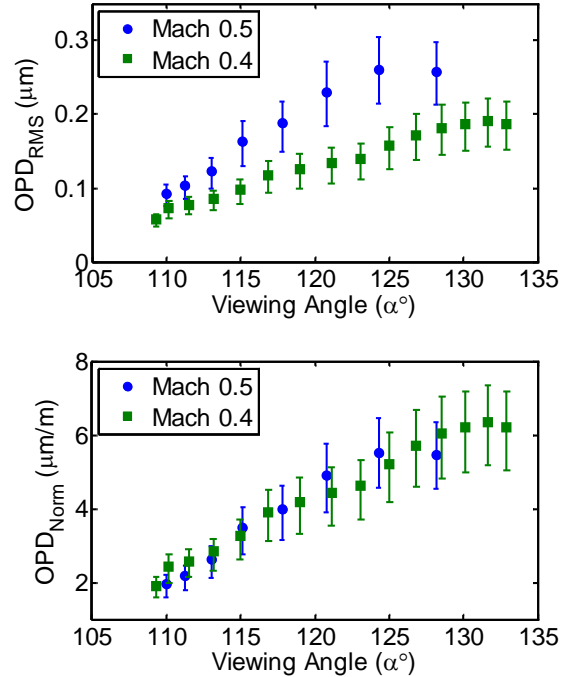 Mach 0.5
Mach 0.4
0.3
0.2
0.1
0
OPD_RMS (μm)
105 110 115 120 125 130 135
Viewing Angle (α°)
Mach 0.5
Mach 0.4
8
6
4
2
OPD_Norm (μm/m)
105 110 115 120 125 130 135
Viewing Angle (α°)